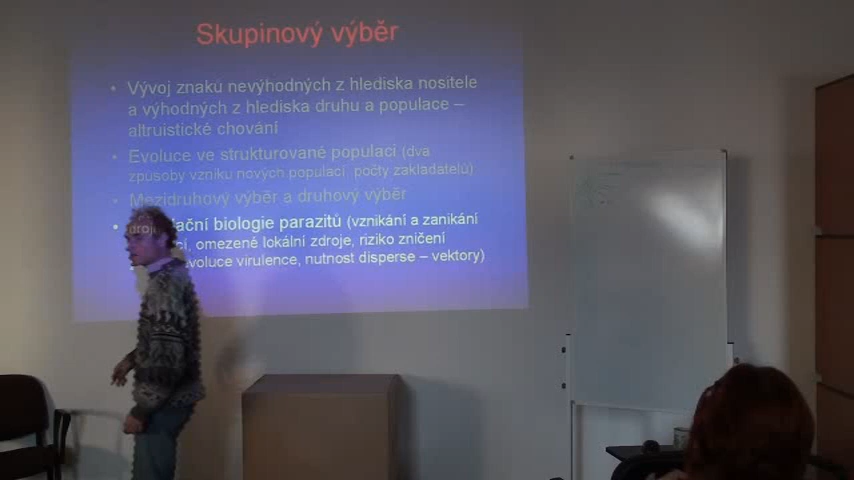 Skupinový výběr
• Vývoj znaků nevýhodných z hlediska nositele
a výhodných z hlediska druhu a populace –
altruistické chování
• Evoluce ve strukturované populaci (dva
způsoby vzniku nových populací počty zakladatelů)
• Mezidruhový výběr a druhový výběr
• biologie parazitů (vznikání a zanikání
omezené lokální zdroje, riziko zničení
zdroji
evoluce virulence, nutnost disperse – vektory)